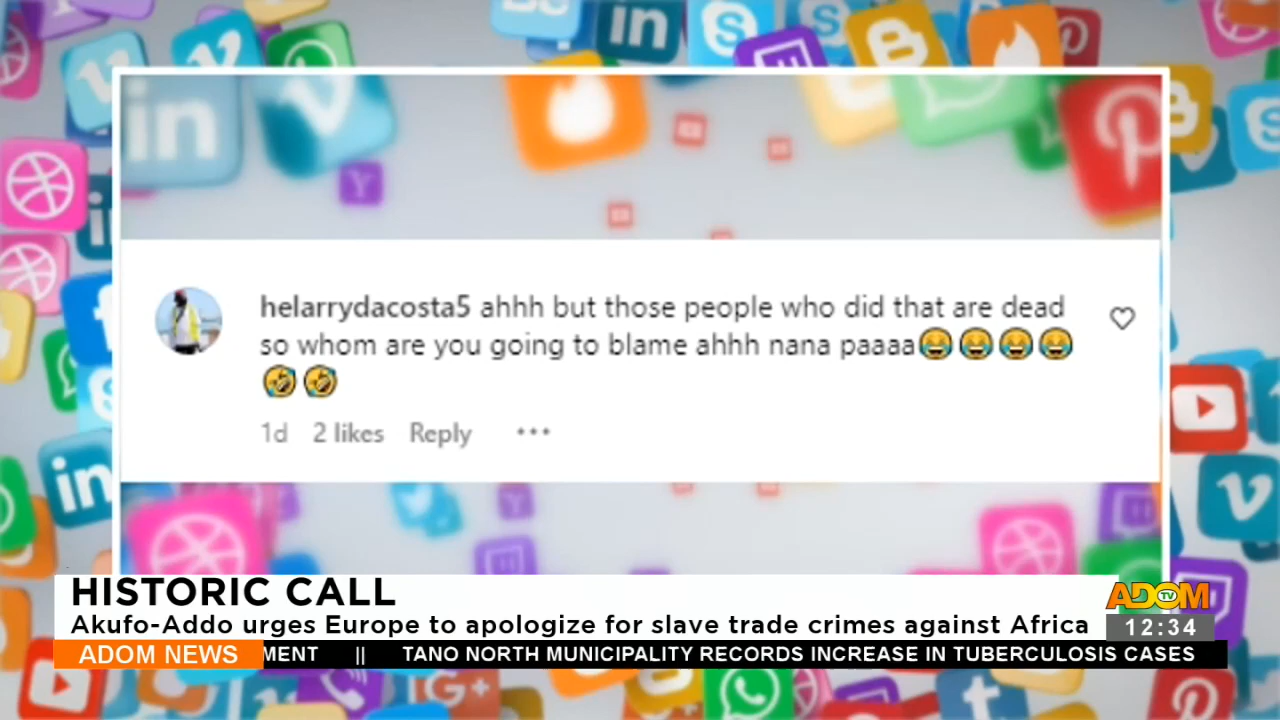 helarrydacosta5 ahhh but those people who did that are dead
so whom are you going to blame ahhh nana paaaa😂😂😂😂
🤣🤣
1d 2 likes Reply ...
HISTORIC CALL
Akufo-Addo urges Europe to apologize for slave trade crimes against Africa
ADOM TV
12:34
ADOM NEWS
MENT || TANO NORTH MUNICIPALITY RECORDS INCREASE IN TUBERCULOSIS CASES